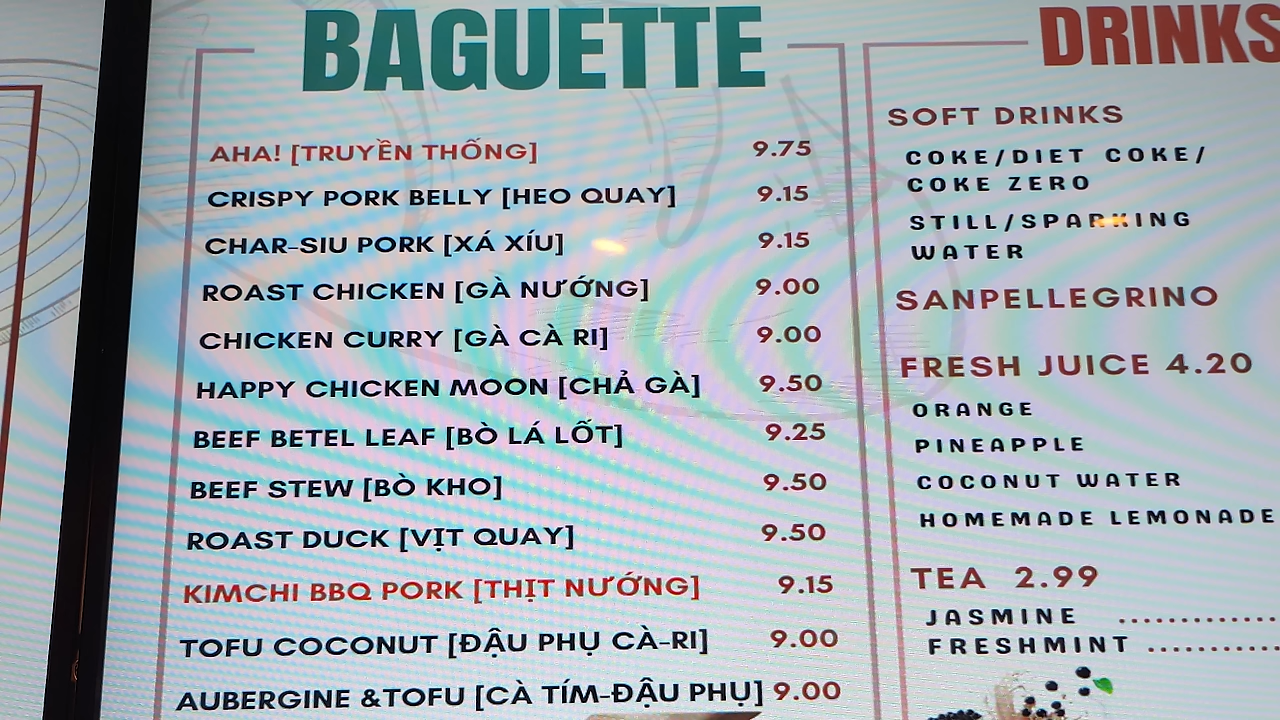 BAGUETTE
AHA! [TRUYỀN THỐNG] 9.75
CRISPY PORK BELLY [HEO QUAY] 9.15
CHAR-SIU PORK [XÁ XÍU] 9.15
ROAST CHICKEN [GÀ NƯỚNG] 9.00
CHICKEN CURRY [GÀ CÀ RI] 9.00
HAPPY CHICKEN MOON [CHẢ GÀ] 9.50
BEEF BETEL LEAF [BÒ LÁ LỐT] 9.25
BEEF STEW [BÒ KHO] 9.50
ROAST DUCK [VỊT QUAY] 9.50
KIMCHI BBQ PORK [THỊT NƯỚNG] 9.15
TOFU COCONUT [ĐẬU PHỤ CÀ-RI] 9.00
AUBERGINE &TOFU [CÀ TÍM-ĐẬU PHỤ] 9.00
DRINKS
SOFT DRINKS
COKE/DIET COKE/
COKE ZERO
STILL/SPARKING
WATER
SANPELLEGRINO
FRESH JUICE 4.20
ORANGE
PINEAPPLE
COCONUT WATER
HOMEMADE LEMONADE
TEA 2.99
JASMINE ............
FRESHMINT ..........